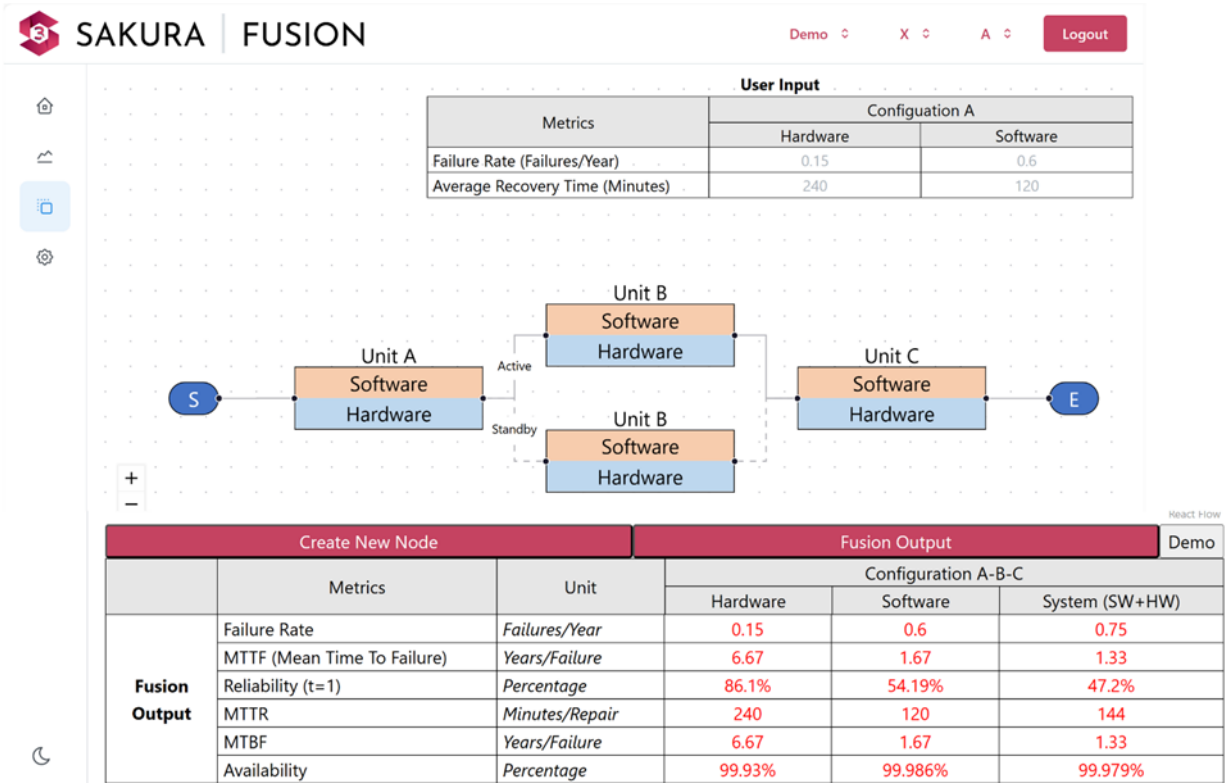 3 SAKURA | FUSION
Demo X A Logout
User Input
Metrics Configuation A
Hardware Software
Failure Rate (Failures/Year) 0.15 0.6
Average Recovery Time (Minutes) 240 120
Unit B
Software
Hardware
Unit A
Software
Hardware
Active
Standby
Unit B
Software
Hardware
Unit C
Software
Hardware
S
E
+
−
React Flow
Create New Node Fusion Output Demo
Metrics Unit Configuration A-B-C
Hardware Software System (SW+HW)
Fusion Output
Failure Rate Failures/Year 0.15 0.6 0.75
MTTF (Mean Time To Failure) Years/Failure 6.67 1.67 1.33
Reliability (t=1) Percentage 86.1% 54.19% 47.2%
MTTR Minutes/Repair 240 120 144
MTBF Years/Failure 6.67 1.67 1.33
Availability Percentage 99.93% 99.986% 99.979%